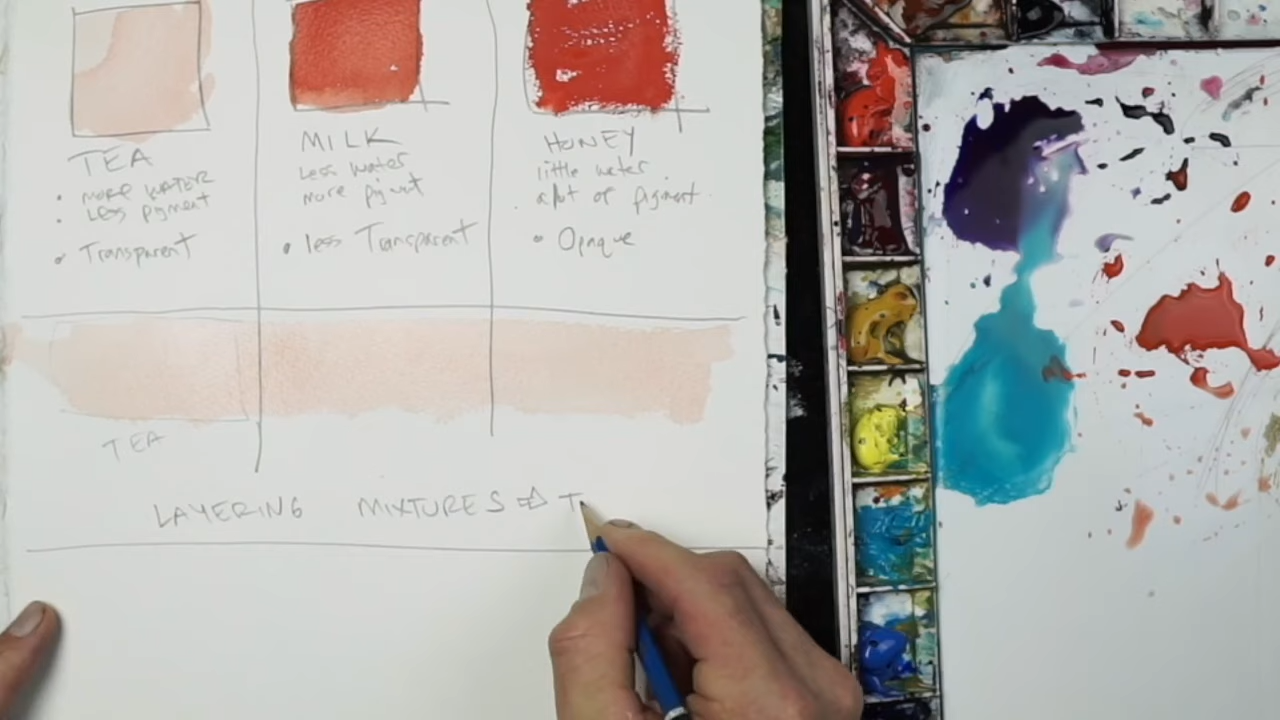 TEA
• MORE WATER
• Less pigment
• Transparent
MILK
Less water
more pigment
• less Transparent
HONEY
little water
a lot of pigment.
• Opaque
TEA
LAYERING MIXTURES ⇨ T